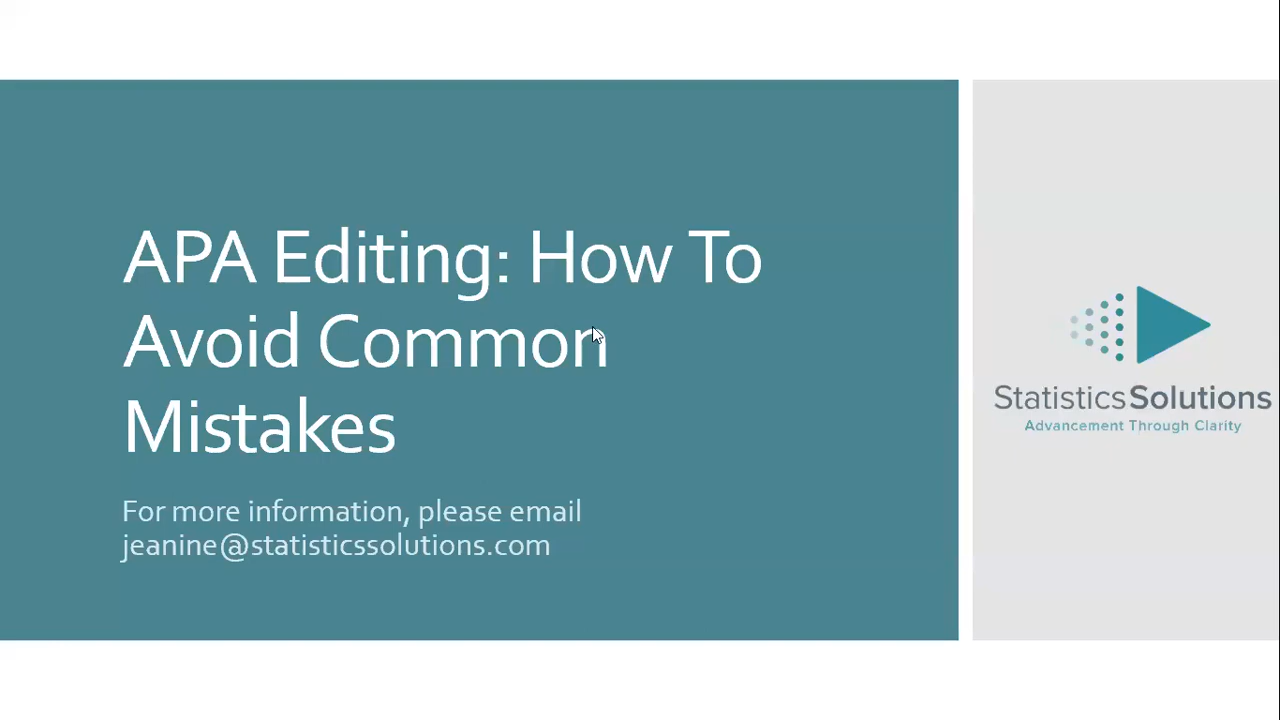 APA Editing: How To
Avoid Common
Mistakes
For more information, please email
jeanine@statisticssolutions.com
StatisticsSolutions
Advancement Through Clarity